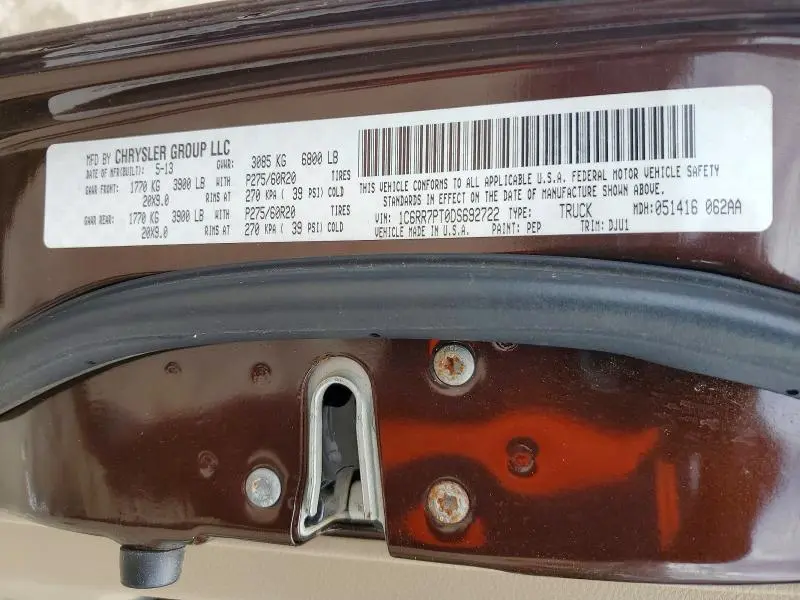 MFD BY CHRYSLER GROUP LLC
DATE OF MFR(BUILT): 5-13 GVWR: 3085 KG 6800 LB
GAWR FRONT: 1770 KG 3900 LB WITH P275/60R20 TIRES
20X9.0 RIMS AT 270 KPA ( 39 PSI) COLD
GAWR REAR: 1770 KG 3900 LB WITH P275/60R20 TIRES
20X9.0 RIMS AT 270 KPA ( 39 PSI) COLD
THIS VEHICLE CONFORMS TO ALL APPLICABLE U.S.A. FEDERAL MOTOR VEHICLE SAFETY
STANDARDS IN EFFECT ON THE DATE OF MANUFACTURE SHOWN ABOVE.
VIN: 1C6RR7PT0DS692722 TYPE: TRUCK MDH:051416 062AA
VEHICLE MADE IN U.S.A. PAINT: PEP TRIM: DJU1